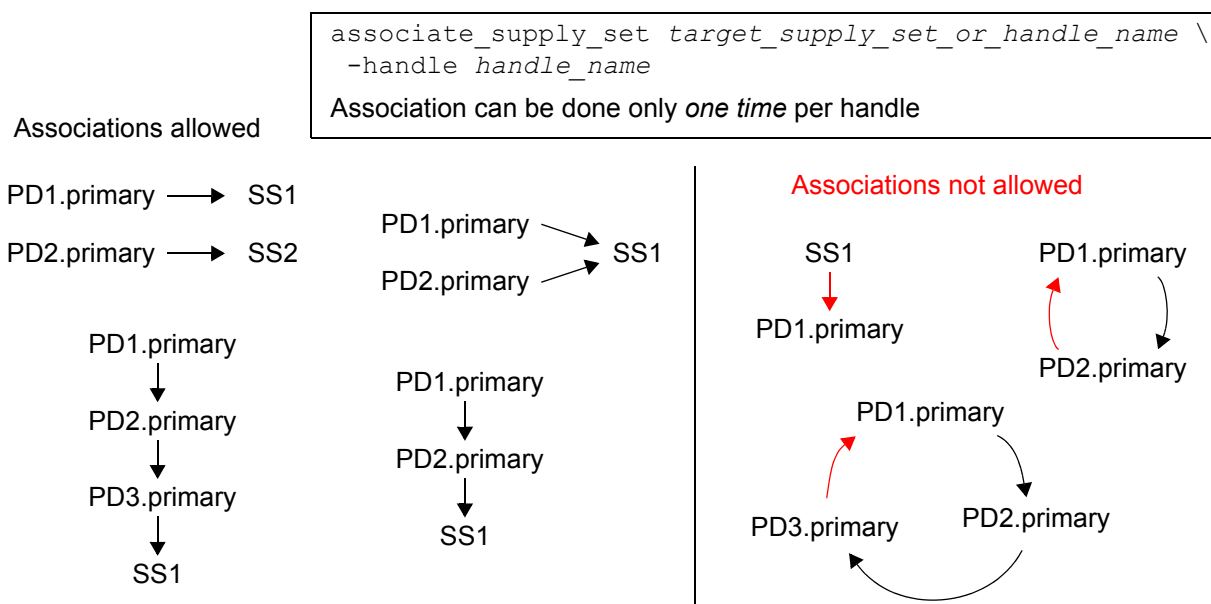 associate_supply_set target_supply_set_or_handle_name \
-handle handle_name
Association can be done only one time per handle
Associations allowed
PD1.primary
SS1
PD2.primary
SS2
PD1.primary
PD2.primary
SS1
PD1.primary
PD2.primary
PD3.primary
SS1
PD1.primary
PD2.primary
SS1
Associations not allowed
SS1
PD1.primary
PD1.primary
PD2.primary
PD1.primary
PD2.primary
PD3.primary